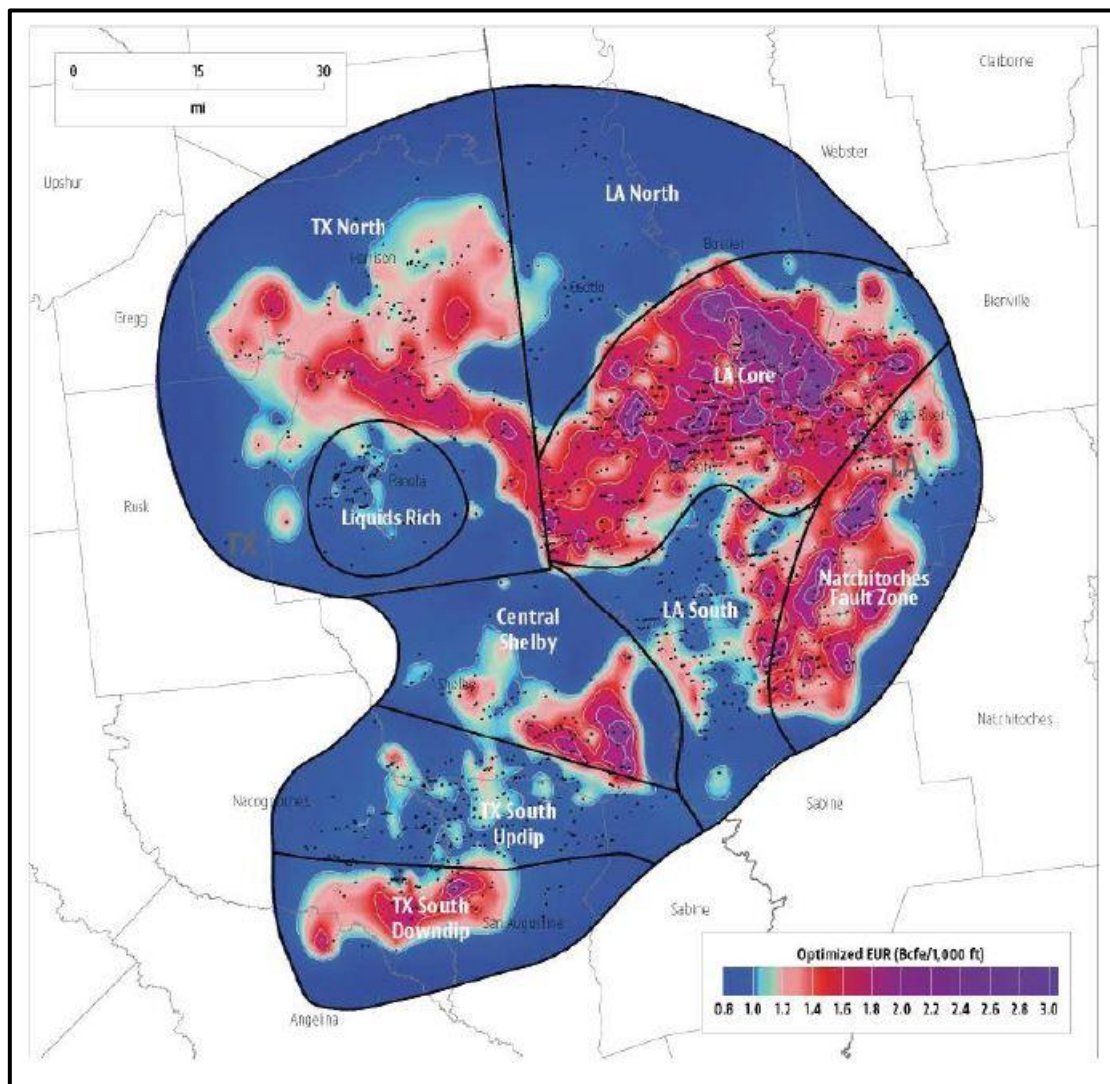 0 15 30
mi
Claiborne
Webster
Upshur
LA North
TX North
Bossier
Harrison
Caddo
Bienville
Gregg
LA Core
Red River
De Soto
LA
Panola
Rusk
Liquids Rich
TX
Natchitoches
Fault Zone
LA South
Central
Shelby
Shelby
Natchitoches
Nacogdoches
Sabine
TX South
Updip
TX South
Downdip
San Augustine
Sabine
Angelina
Optimized EUR (Bcfe/1,000 ft)
0.8 1.0 1.2 1.4 1.6 1.8 2.0 2.2 2.4 2.6 2.8 3.0